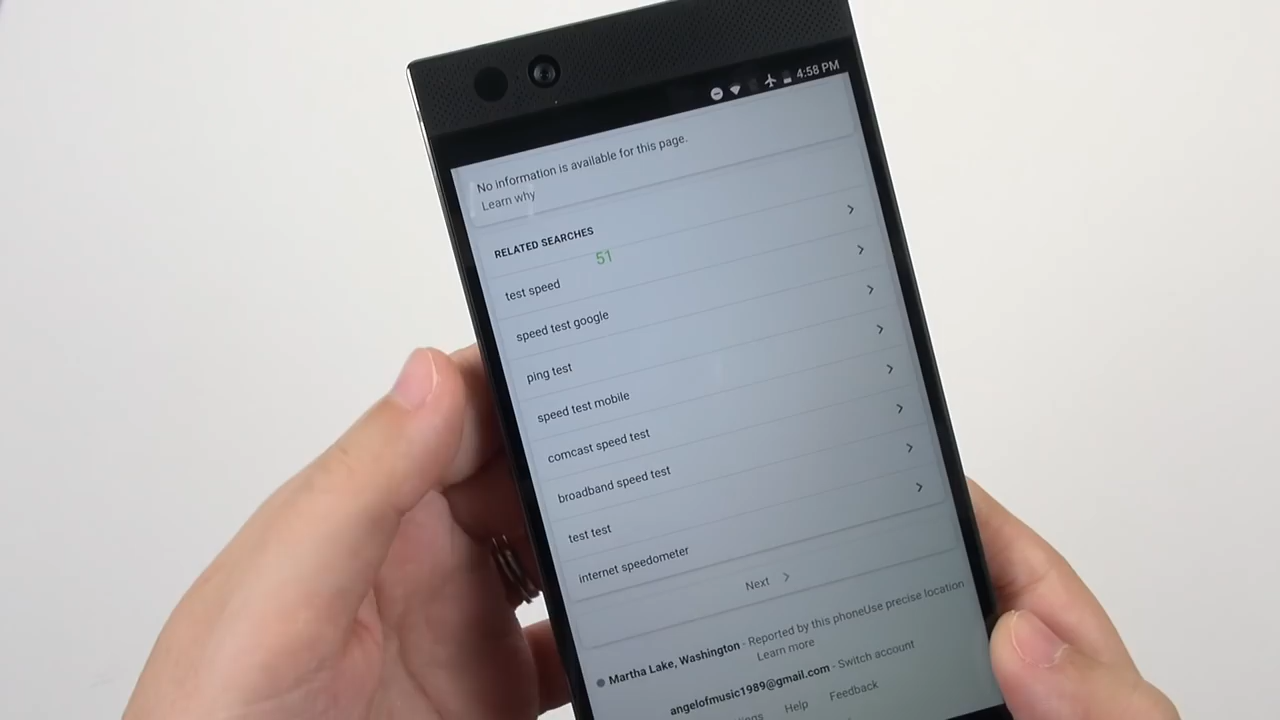 4:58 PM
No information is available for this page.
Learn why
RELATED SEARCHES
51
test speed
speed test google
ping test
speed test mobile
comcast speed test
broadband speed test
test test
internet speedometer
Next
Martha Lake, Washington - Reported by this phoneUse precise location
Learn more
angelofmusic1989@gmail.com - Switch account
Help Feedback